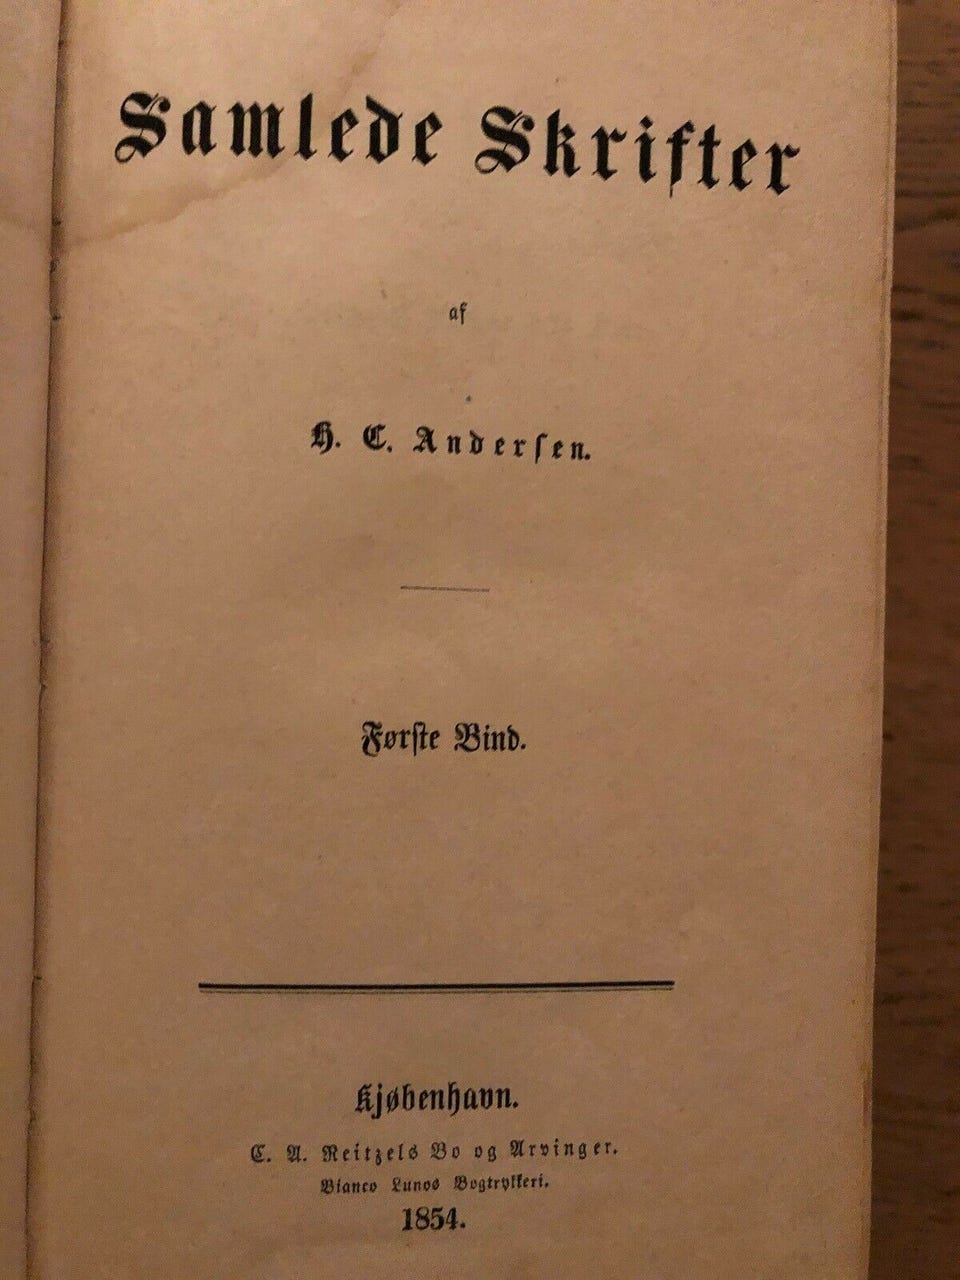 Samlede Skrifter
af
H. C. Andersen.
Første Bind.
Kjøbenhavn.
C. A. Reitzels Bo og Arvinger.
Bianco Lunos Bogtrykkeri.
1854.